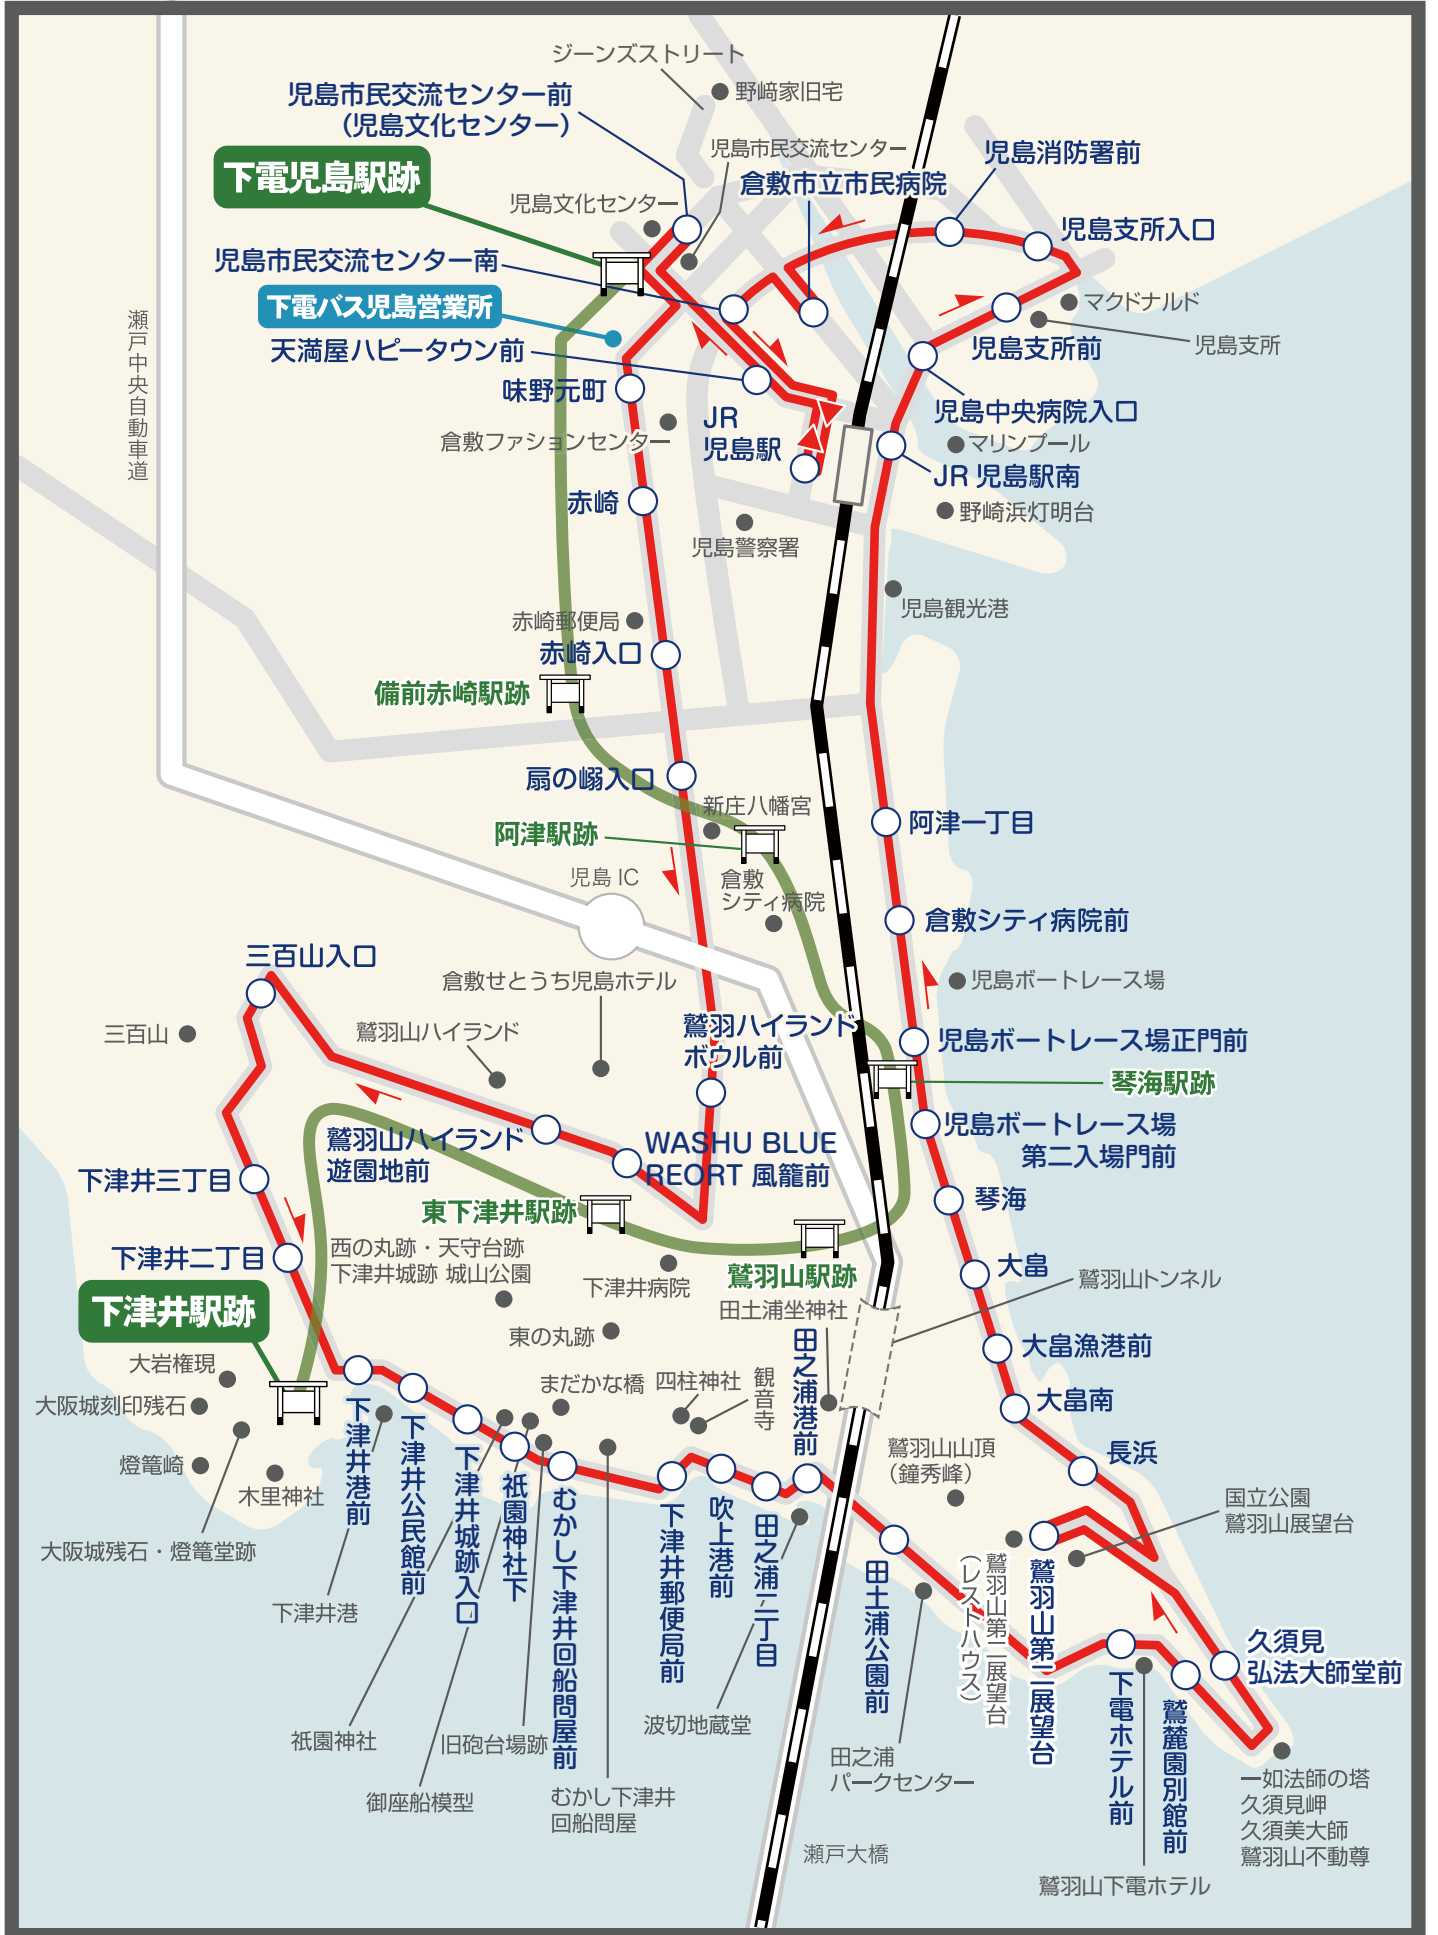 ジーンズストリート
野﨑家旧宅
児島市民交流センター前
（児島文化センター）
児島市民交流センター
児島消防署前
下電児島駅跡
倉敷市立市民病院
児島文化センター
児島支所入口
児島市民交流センター南
下電バス児島営業所
マクドナルド
瀬戸中央自動車道
天満屋ハピータウン前
児島支所前
児島支所
味野元町
JR
児島駅
児島中央病院入口
倉敷ファションセンター
マリンプール
JR 児島駅南
赤崎
野崎浜灯明台
児島警察署
児島観光港
赤崎郵便局
赤崎入口
備前赤崎駅跡
扇の嵶入口
新庄八幡宮
阿津一丁目
阿津駅跡
児島 IC
倉敷
シティ病院
倉敷シティ病院前
三百山入口
倉敷せとうち児島ホテル
児島ボートレース場
三百山
鷲羽山ハイランド
鷲羽ハイランド
ボウル前
児島ボートレース場正門前
琴海駅跡
鷲羽山ハイランド
遊園地前
WASHU BLUE
REORT 風籠前
児島ボートレース場
第二入場門前
下津井三丁目
東下津井駅跡
琴海
下津井二丁目
西の丸跡・天守台跡
下津井城跡 城山公園
下津井病院
鷲羽山駅跡
大畠
鷲羽山トンネル
下津井駅跡
田土浦坐神社
東の丸跡
田之浦港前
大畠漁港前
大岩権現
まだかな橋
四柱神社
観音寺
大畠南
大阪城刻印残石
下津井港前
下津井公民館前
下津井城跡入口
祇園神社下
むかし下津井回船問屋前
下津井郵便局前
吹上港前
田之浦二丁目
鷲羽山山頂
（鐘秀峰）
長浜
燈篭崎
木里神社
国立公園
鷲羽山展望台
大阪城残石・燈篭堂跡
田土浦公園前
鷲羽山第二展望台
（レストハウス）
鷲羽山第二展望台
下津井港
久須見
弘法大師堂前
下電ホテル前
鷲麓園別館前
祇園神社
旧砲台場跡
波切地蔵堂
田之浦
パークセンター
御座船模型
むかし下津井
回船問屋
一如法師の塔
久須見岬
久須美大師
鷲羽山不動尊
瀬戸大橋
鷲羽山下電ホテル